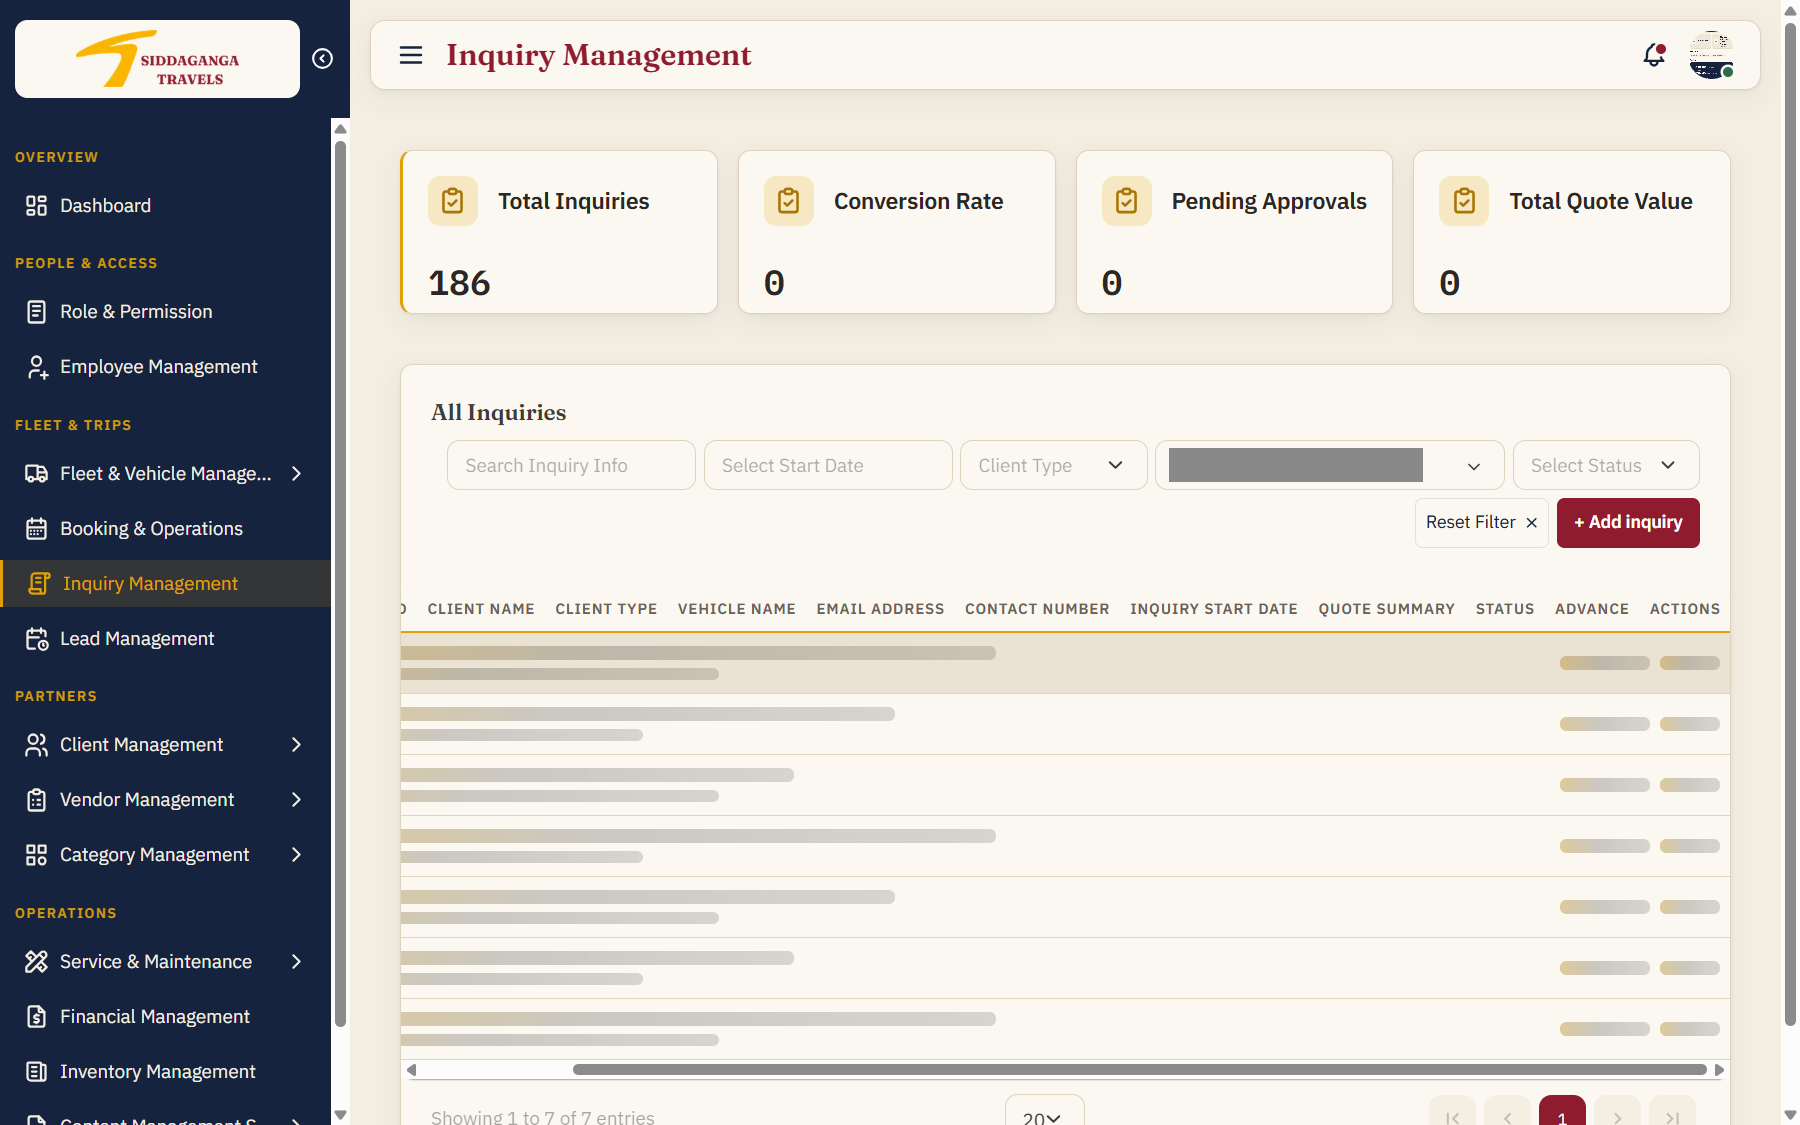 SIDDAGANGA
TRAVELS
Inquiry Management
OVERVIEW
Dashboard
PEOPLE & ACCESS
Role & Permission
Employee Management
FLEET & TRIPS
Fleet & Vehicle Manage...
Booking & Operations
Inquiry Management
Lead Management
PARTNERS
Client Management
Vendor Management
Category Management
OPERATIONS
Service & Maintenance
Financial Management
Inventory Management
Total Inquiries
186
Conversion Rate
0
Pending Approvals
0
Total Quote Value
0
All Inquiries
Search Inquiry Info Select Start Date Client Type Select Status
Reset Filter × + Add inquiry
CLIENT NAME CLIENT TYPE VEHICLE NAME EMAIL ADDRESS CONTACT NUMBER INQUIRY START DATE QUOTE SUMMARY STATUS ADVANCE ACTIONS
Showing 1 to 7 of 7 entries 20 1